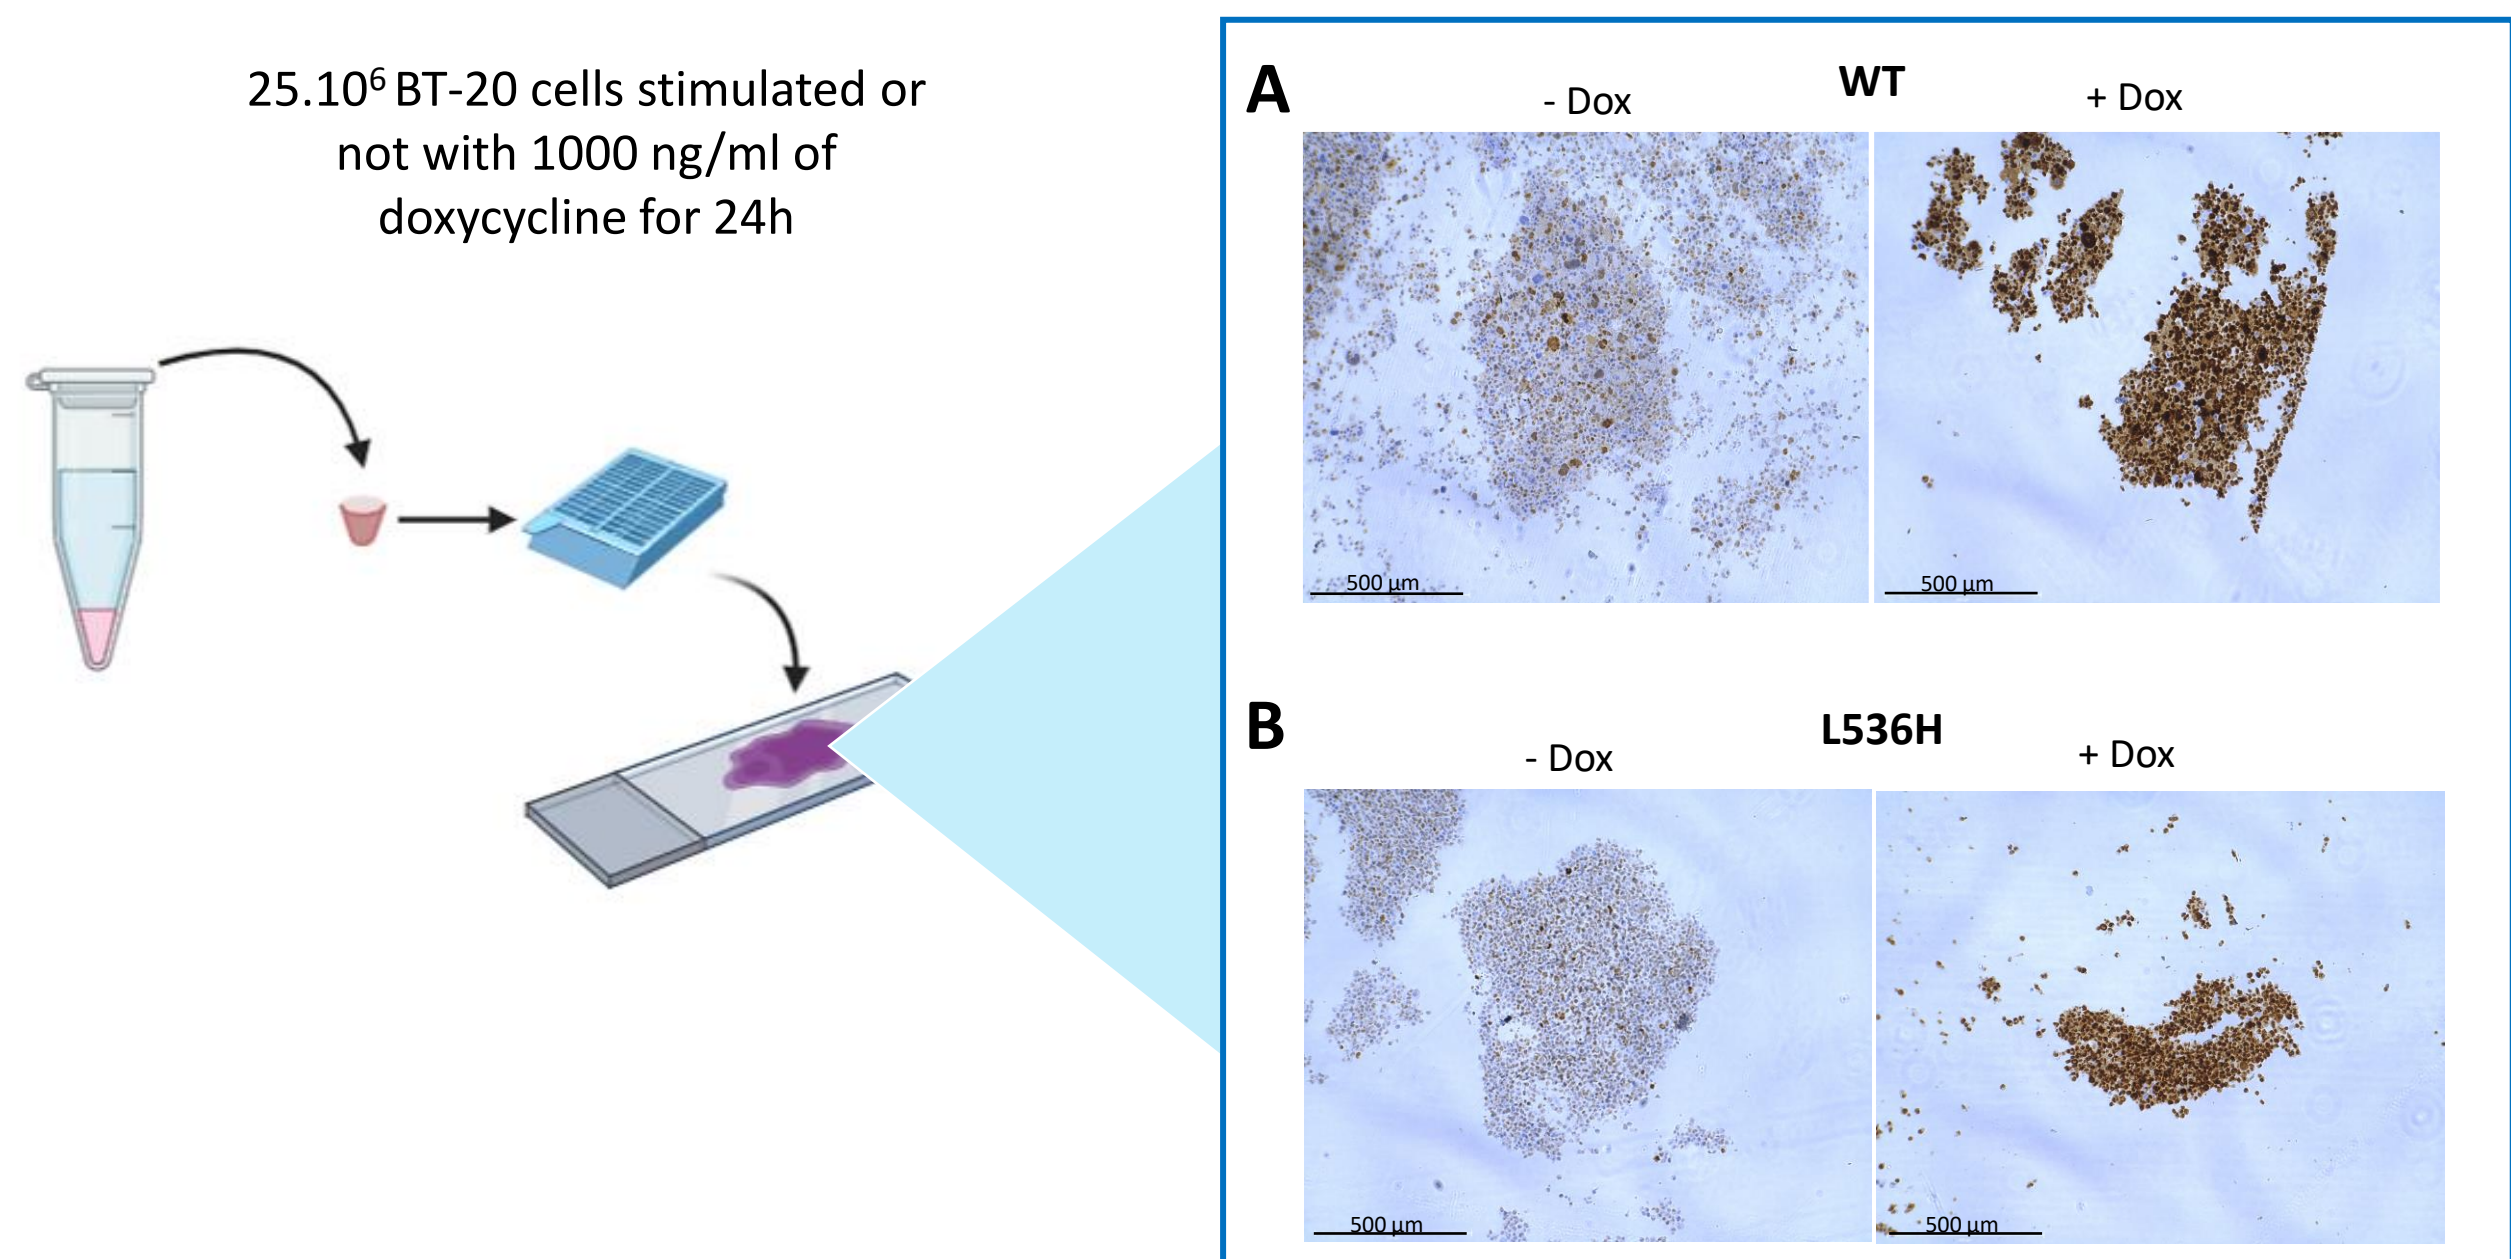 25.10⁶ BT-20 cells stimulated or
not with 1000 ng/ml of
doxycycline for 24h
A
WT
- Dox
+ Dox
500 µm
500 µm
B
L536H
- Dox
+ Dox
500 µm
500 µm